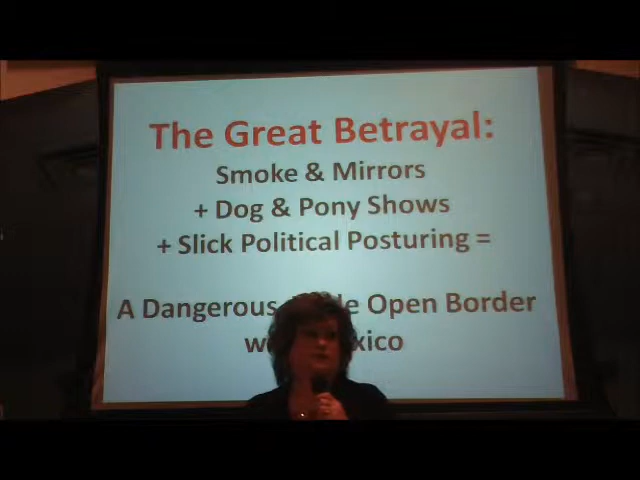 The Great Betrayal:
Smoke & Mirrors
+ Dog & Pony Shows
+ Slick Political Posturing =
A Dangerous Open Border